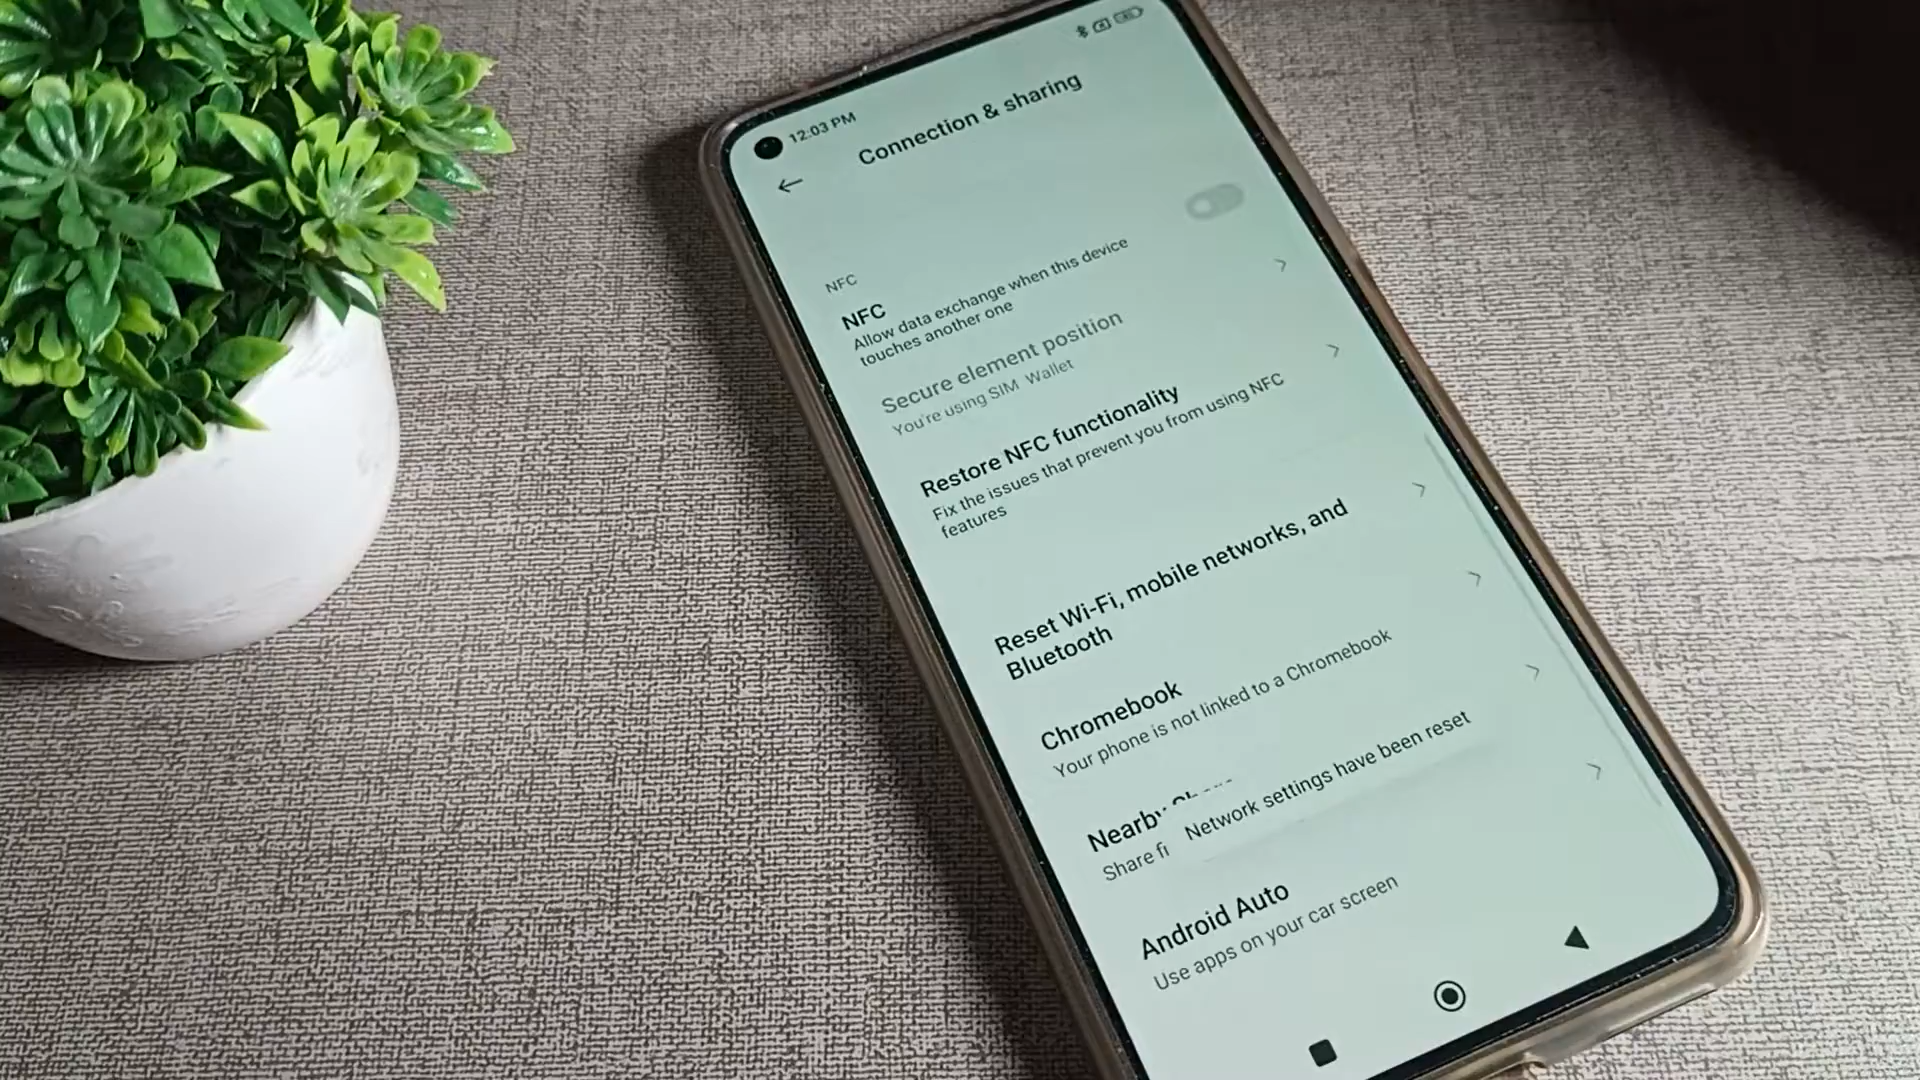 12:03 PM
Connection & sharing
NFC
NFC
Allow data exchange when this device
touches another one
Secure element position
You're using SIM Wallet
Restore NFC functionality
Fix the issues that prevent you from using NFC
features
Reset Wi-Fi, mobile networks, and
Bluetooth
Chromebook
Your phone is not linked to a Chromebook
Nearby
Share
Network settings have been reset
Android Auto
Use apps on your car screen